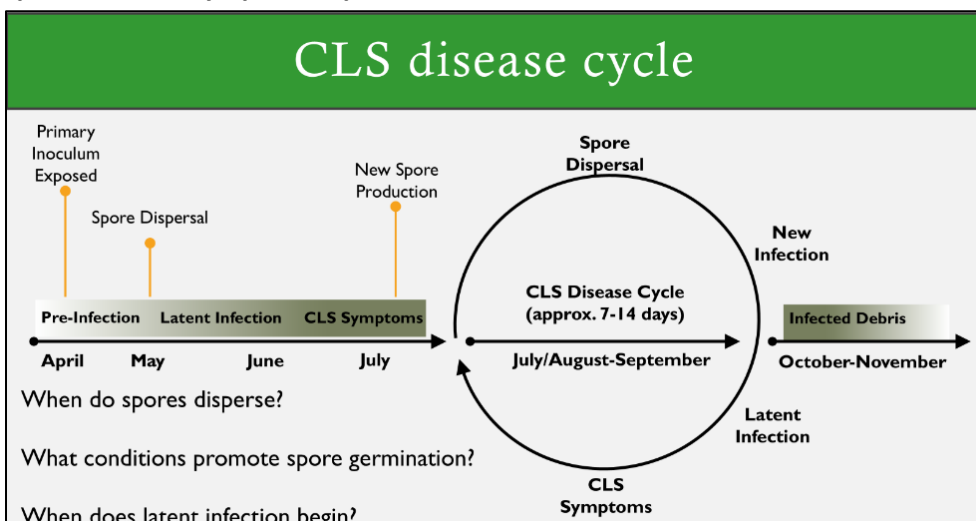 CLS disease cycle
Primary
Inoculum
Exposed
Spore Dispersal
New Spore
Production
Pre-Infection
Latent Infection
CLS Symptoms
April
May
June
July
Spore
Dispersal
New
Infection
CLS Disease Cycle
(approx. 7-14 days)
July/August-September
Latent
Infection
CLS
Symptoms
Infected Debris
October-November
When do spores disperse?
What conditions promote spore germination?
When does latent infection begin?